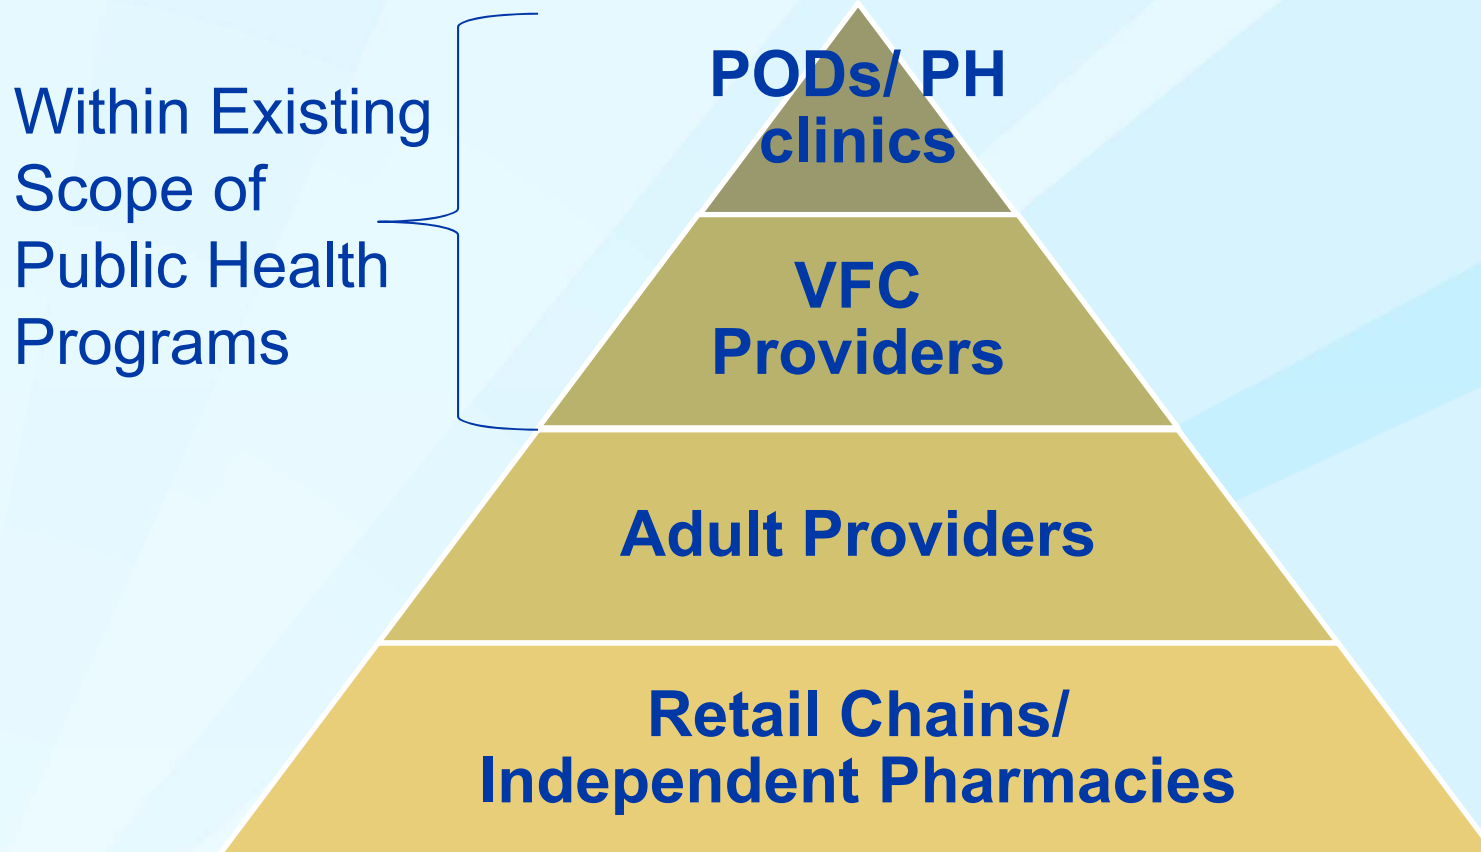 Within Existing
Scope of
Public Health
Programs
PODs/ PH
clinics
VFC
Providers
Adult Providers
Retail Chains/
Independent Pharmacies